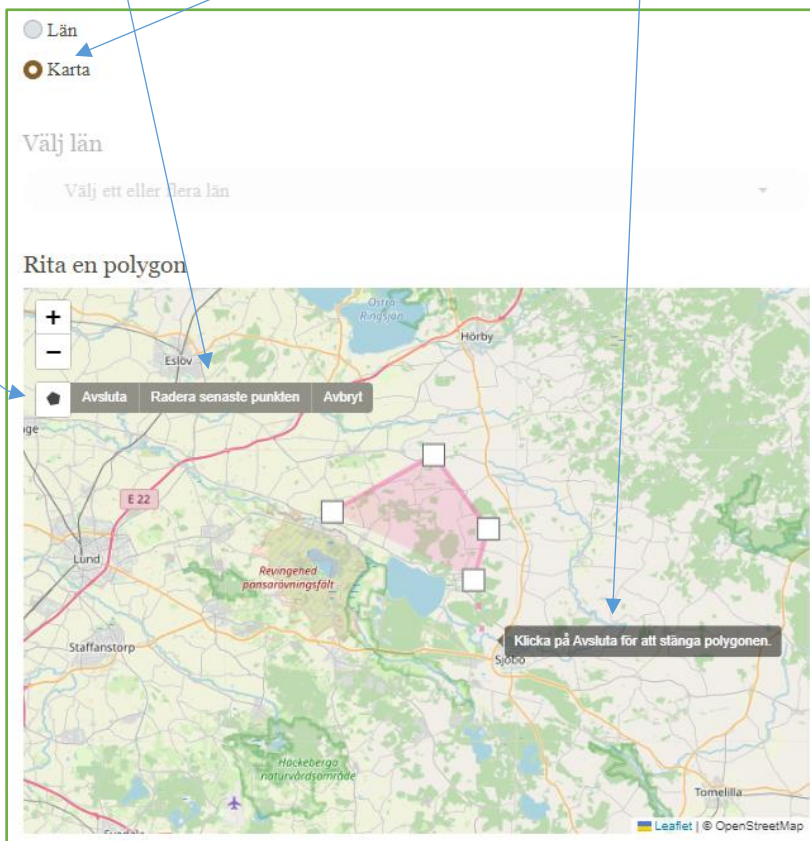 Län
Karta
Välj län
Välj ett eller flera län
Rita en polygon
+
−
Östra
Ringsjön
Hörby
Eslöv
Avsluta Radera senaste punkten Avbryt
E 22
Lund
Revingehed
pansarövningsfält
Staffanstorp
Klicka på Avsluta för att stänga polygonen.
Sjöbo
Häckeberga
naturvårdsområde
Tomelilla
Leaflet | © OpenStreetMap